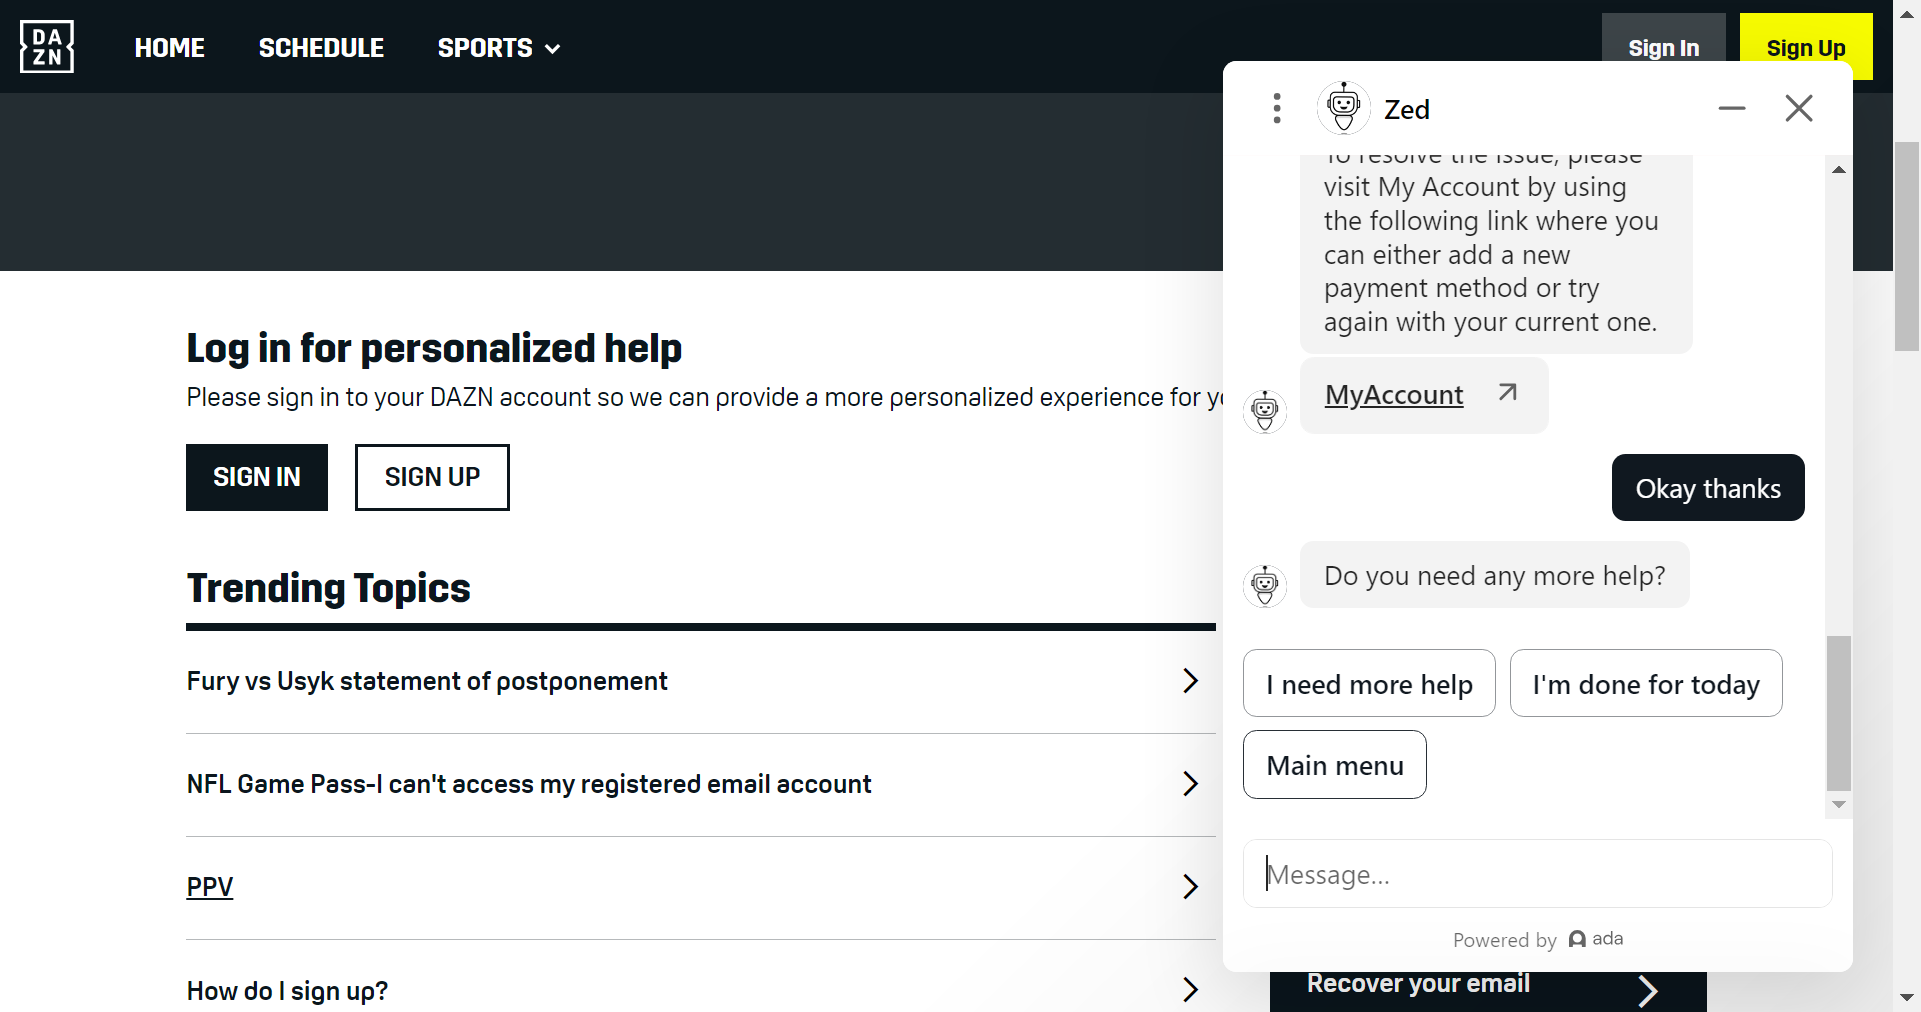 DA
ZN
HOME
SCHEDULE
SPORTS
Sign In
Sign Up
Log in for personalized help
Please sign in to your DAZN account so we can provide a more personalized experience for
SIGN IN
SIGN UP
Trending Topics
Fury vs Usyk statement of postponement
NFL Game Pass-I can't access my registered email account
PPV
How do I sign up?
Zed
To resolve the issue, please
visit My Account by using
the following link where you
can either add a new
payment method or try
again with your current one.
MyAccount
Okay thanks
Do you need any more help?
I need more help
I'm done for today
Main menu
Message...
Powered by ada
Recover your email